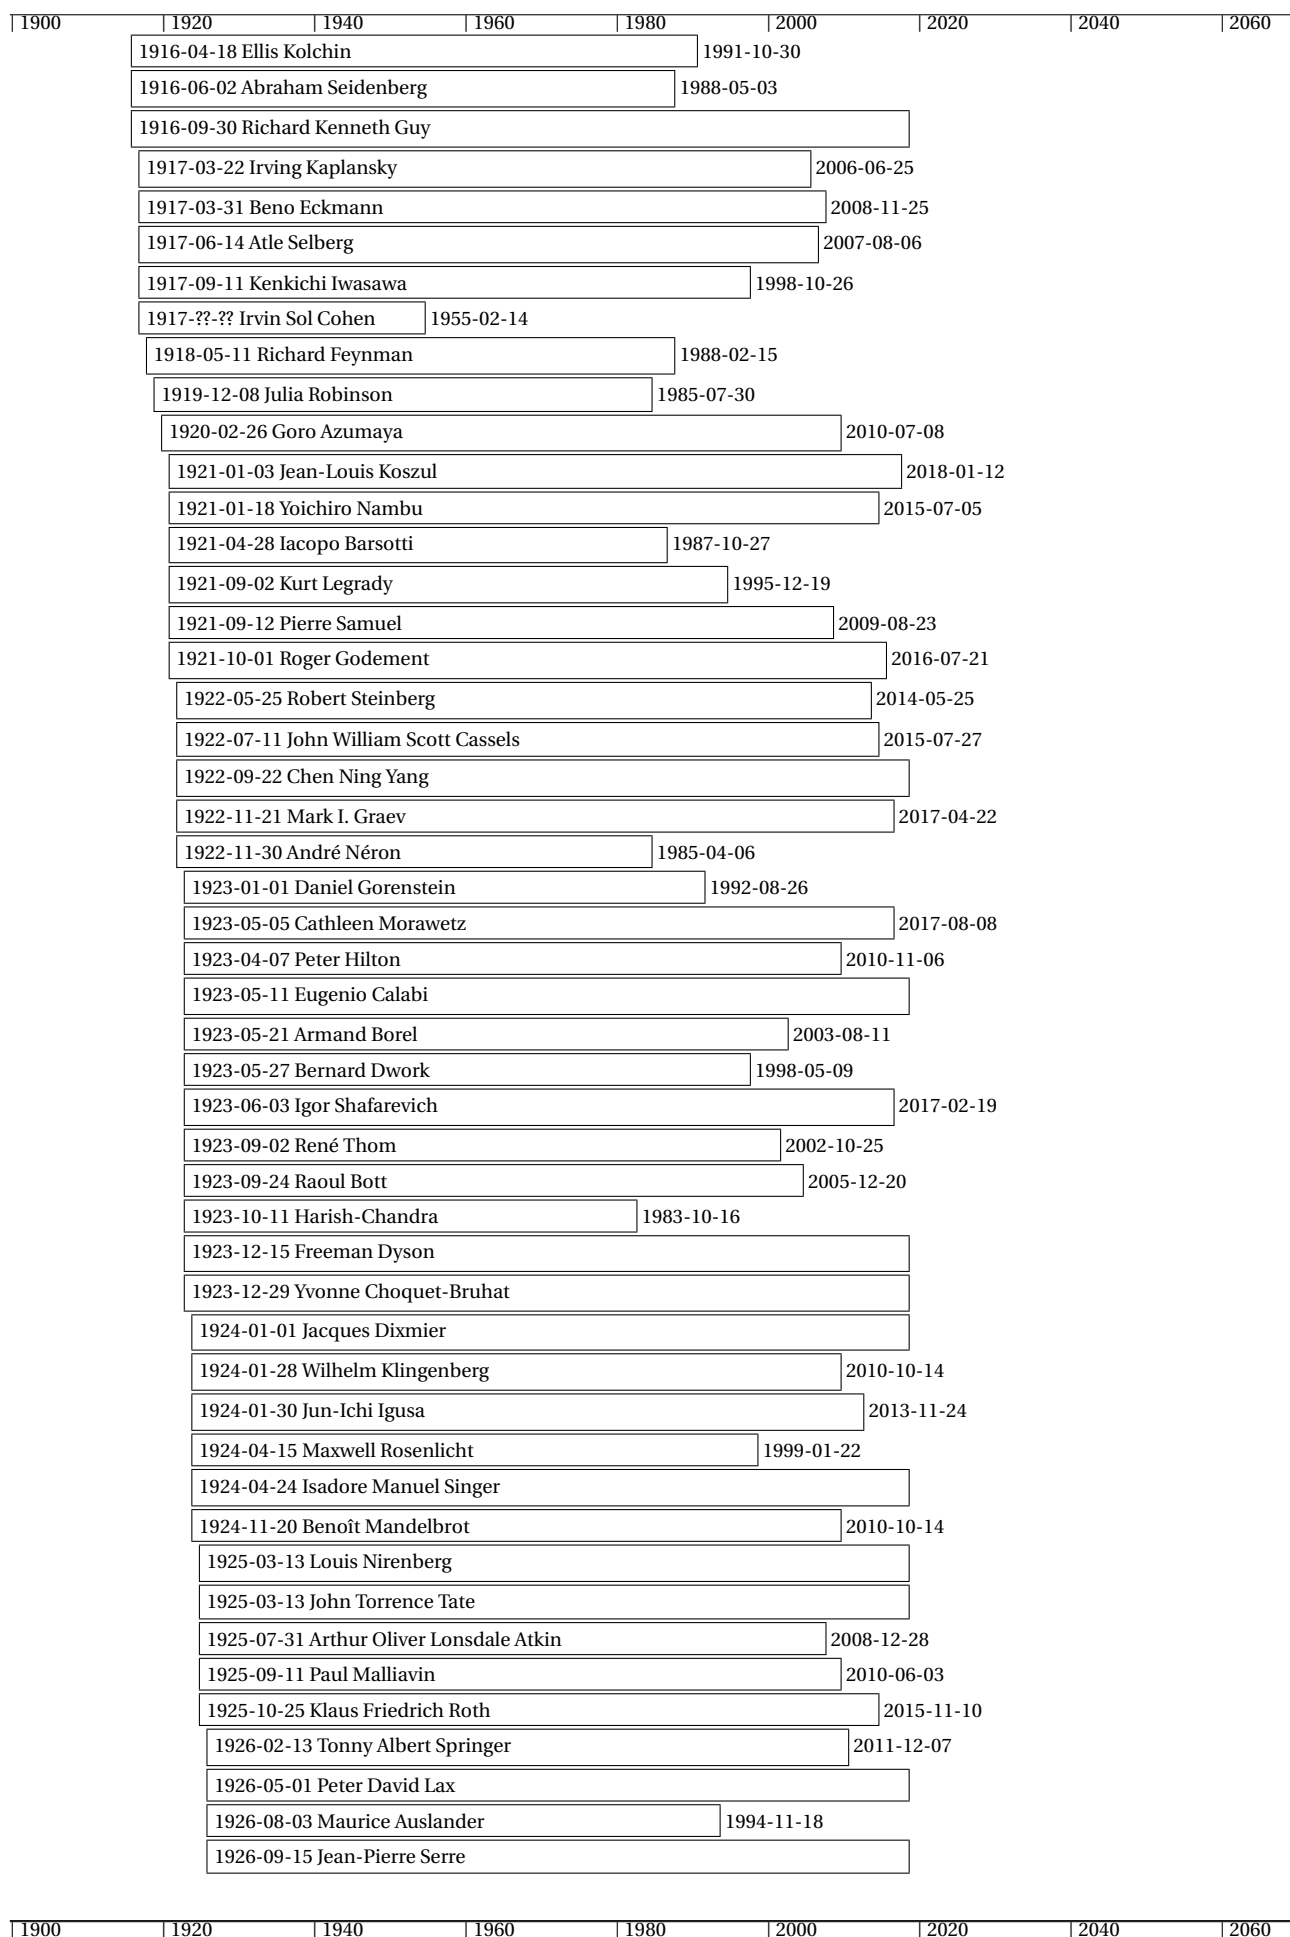 1900 1920 1940 1960 1980 2000 2020 2040 2060
1916-04-18 Ellis Kolchin 1991-10-30
1916-06-02 Abraham Seidenberg 1988-05-03
1916-09-30 Richard Kenneth Guy
1917-03-22 Irving Kaplansky 2006-06-25
1917-03-31 Beno Eckmann 2008-11-25
1917-06-14 Atle Selberg 2007-08-06
1917-09-11 Kenkichi Iwasawa 1998-10-26
1917-??-?? Irvin Sol Cohen 1955-02-14
1918-05-11 Richard Feynman 1988-02-15
1919-12-08 Julia Robinson 1985-07-30
1920-02-26 Goro Azumaya 2010-07-08
1921-01-03 Jean-Louis Koszul 2018-01-12
1921-01-18 Yoichiro Nambu 2015-07-05
1921-04-28 Iacopo Barsotti 1987-10-27
1921-09-02 Kurt Legrady 1995-12-19
1921-09-12 Pierre Samuel 2009-08-23
1921-10-01 Roger Godement 2016-07-21
1922-05-25 Robert Steinberg 2014-05-25
1922-07-11 John William Scott Cassels 2015-07-27
1922-09-22 Chen Ning Yang
1922-11-21 Mark I. Graev 2017-04-22
1922-11-30 André Néron 1985-04-06
1923-01-01 Daniel Gorenstein 1992-08-26
1923-05-05 Cathleen Morawetz 2017-08-08
1923-04-07 Peter Hilton 2010-11-06
1923-05-11 Eugenio Calabi
1923-05-21 Armand Borel 2003-08-11
1923-05-27 Bernard Dwork 1998-05-09
1923-06-03 Igor Shafarevich 2017-02-19
1923-09-02 René Thom 2002-10-25
1923-09-24 Raoul Bott 2005-12-20
1923-10-11 Harish-Chandra 1983-10-16
1923-12-15 Freeman Dyson
1923-12-29 Yvonne Choquet-Bruhat
1924-01-01 Jacques Dixmier
1924-01-28 Wilhelm Klingenberg 2010-10-14
1924-01-30 Jun-Ichi Igusa 2013-11-24
1924-04-15 Maxwell Rosenlicht 1999-01-22
1924-04-24 Isadore Manuel Singer
1924-11-20 Benoît Mandelbrot 2010-10-14
1925-03-13 Louis Nirenberg
1925-03-13 John Torrence Tate
1925-07-31 Arthur Oliver Lonsdale Atkin 2008-12-28
1925-09-11 Paul Malliavin 2010-06-03
1925-10-25 Klaus Friedrich Roth 2015-11-10
1926-02-13 Tonny Albert Springer 2011-12-07
1926-05-01 Peter David Lax
1926-08-03 Maurice Auslander 1994-11-18
1926-09-15 Jean-Pierre Serre
1900 1920 1940 1960 1980 2000 2020 2040 2060